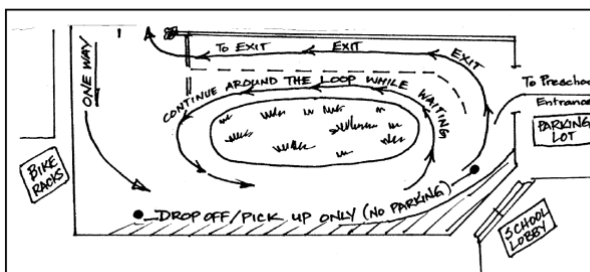 TO EXIT EXIT EXIT
ONE WAY
CONTINUE AROUND THE LOOP WHILE WAITING
To Preschoo
Entrance
PARKING
LOT
BIKE
RACKS
DROP OFF/PICK UP ONLY (NO PARKING)
SCHOOL
LOBBY